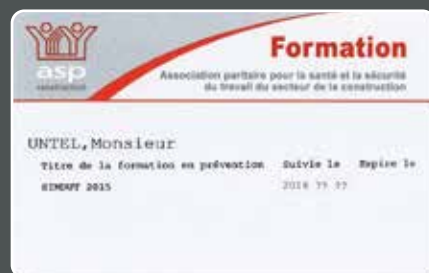 asp
construction
Formation
Association paritaire pour la santé et la sécurité
du travail du secteur de la construction
UNTEL, Monsieur
Titre de la formation en prévention Suivie le Expire le
SIMDUT 2015 2016 ?? ??